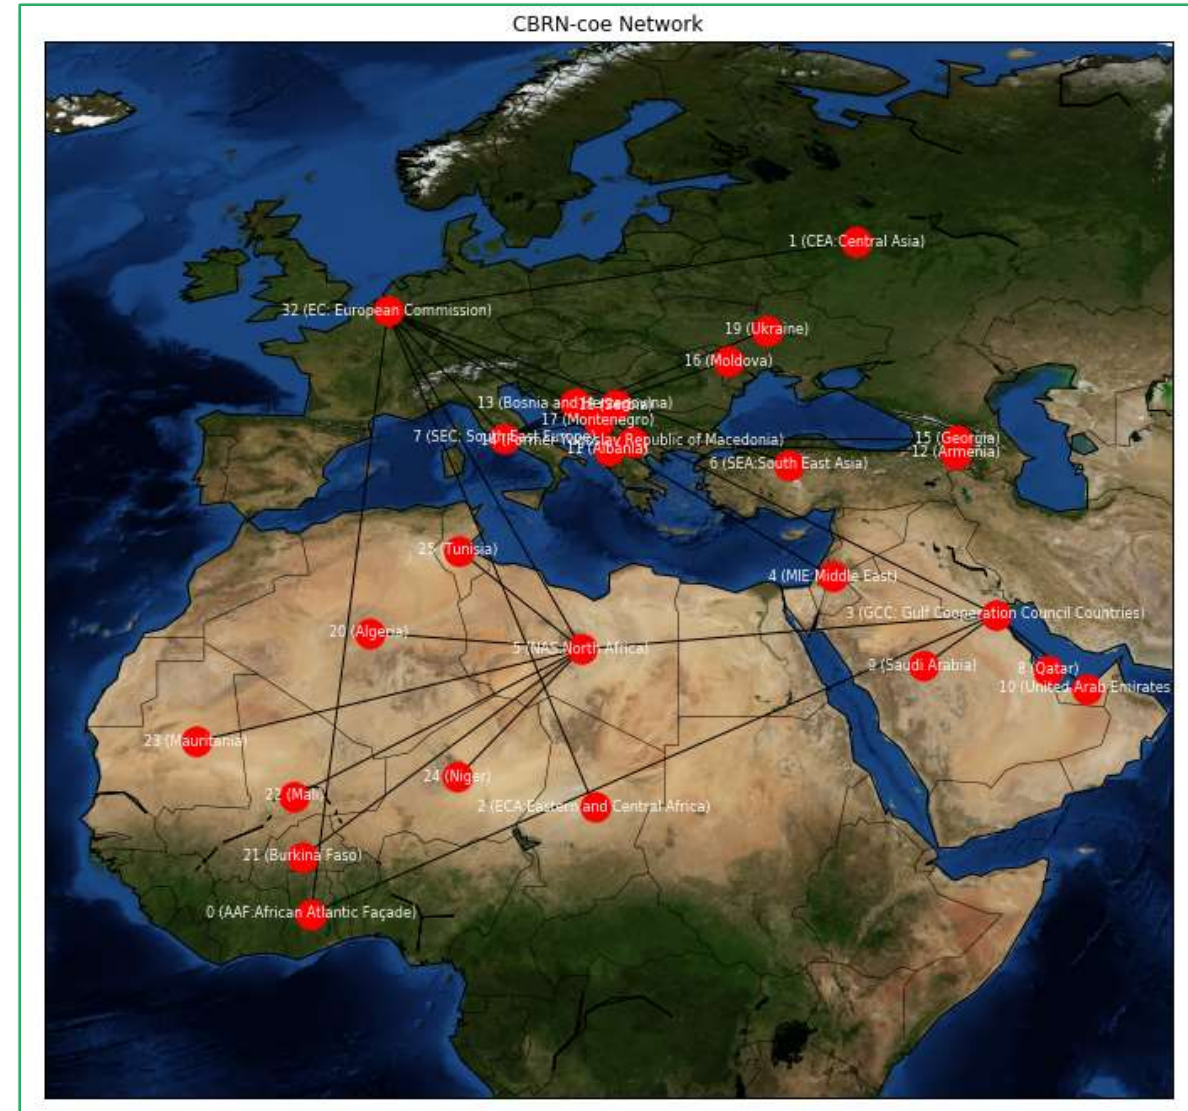 CBRN-coe Network
1 (CEA:Central Asia)
32 (EC: European Commission)
19 (Ukraine)
16 (Moldova)
13 (Bosnia and Herzegovina)
17 (Montenegro)
7 (SEC: South East Europe)
Yugoslav Republic of Macedonia)
11 (Albania)
15 (Georgia)
12 (Armenia)
6 (SEA:South East Asia)
25 (Tunisia)
4 (MIE:Middle East)
3 (GCC: Gulf Cooperation Council Countries)
20 (Algeria)
5 (NAS:North Africa)
9 (Saudi Arabia)
8 (Qatar)
10 (United Arab Emirates
23 (Mauritania)
24 (Niger)
22 (Mali)
2 (ECA:Eastern and Central Africa)
21 (Burkina Faso)
0 (AAF:African Atlantic Façade)